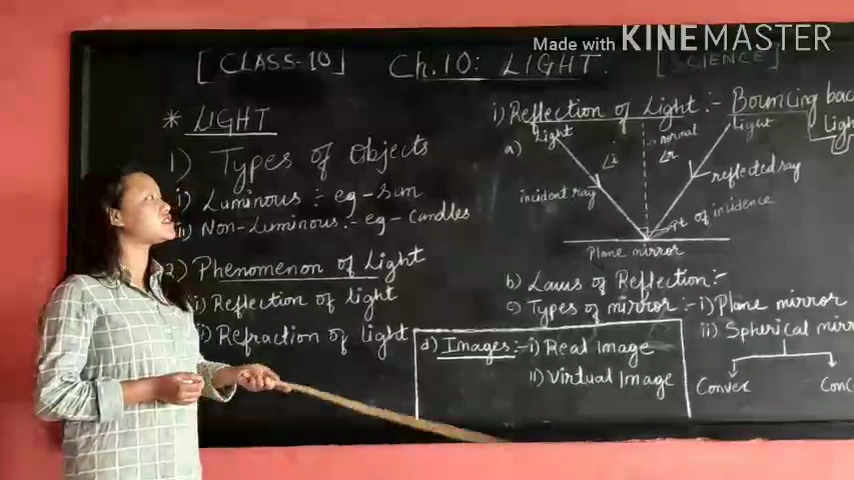 Made with KINEMASTER
[CLASS-10] Ch.10: LIGHT. [SCIENCE]
* LIGHT
1) Types of Objects
i) Luminous :- eg - sun
ii) Non-Luminous :- eg - candles
2) Phenomenon of Light
i) Reflection of light
ii) Refraction of light
i) Reflection of Light :- Bouncing bac
Ligh
a) Light normal Light
∠i ∠r
incident ray reflected ray
pt of incidence
Plane mirror
b) Laws of Reflection :-
c) Types of mirror :- i) Plane mirror
ii) Spherical mirr
Convex Conc
d) Images :- i) Real Image
ii) Virtual Image